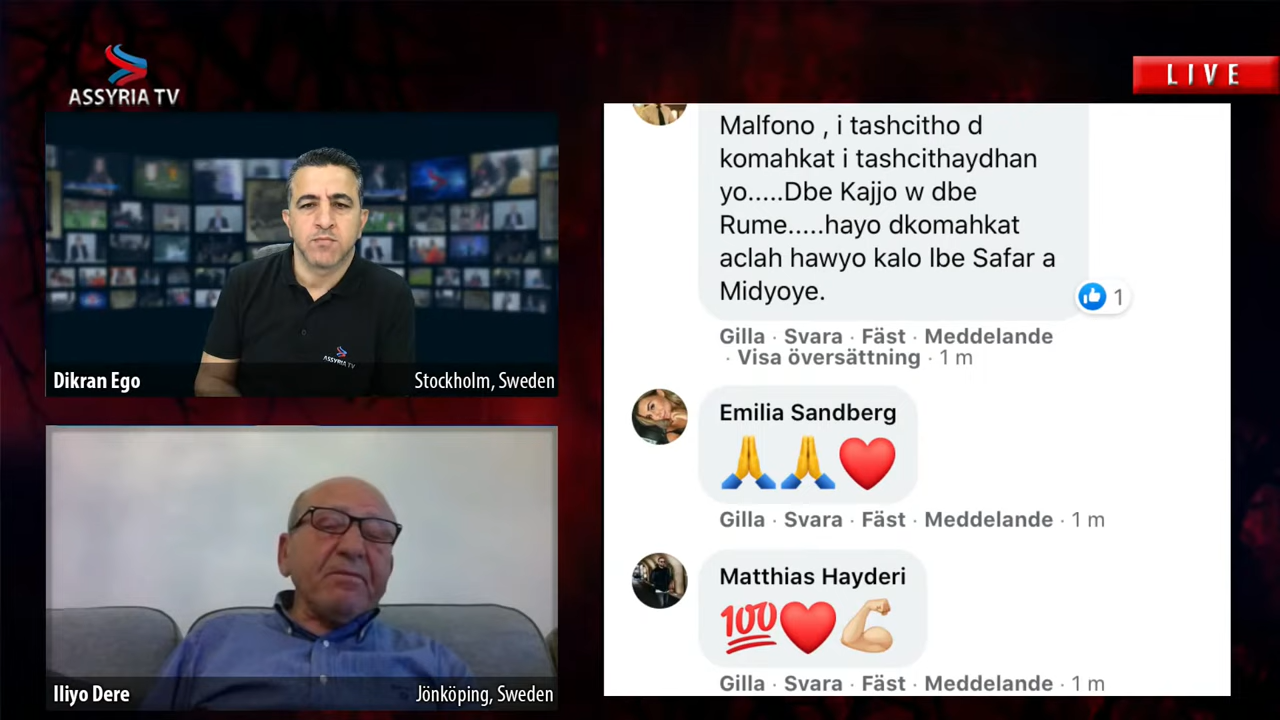 ASSYRIA TV
LIVE
ASSYRIA TV
Dikran Ego
Stockholm, Sweden
Iliyo Dere
Jönköping, Sweden
Malfono , i tashcitho d
komahkat i tashcithaydhan
yo.....Dbe Kajjo w dbe
Rume.....hayo dkomahkat
aclah hawyo kalo lbe Safar a
Midyoye.
1
Gilla · Svara · Fäst · Meddelande
· Visa översättning · 1 m
Emilia Sandberg
🙏🙏❤️
Gilla · Svara · Fäst · Meddelande · 1 m
Matthias Hayderi
💯❤️💪🏼
Gilla · Svara · Fäst · Meddelande · 1 m